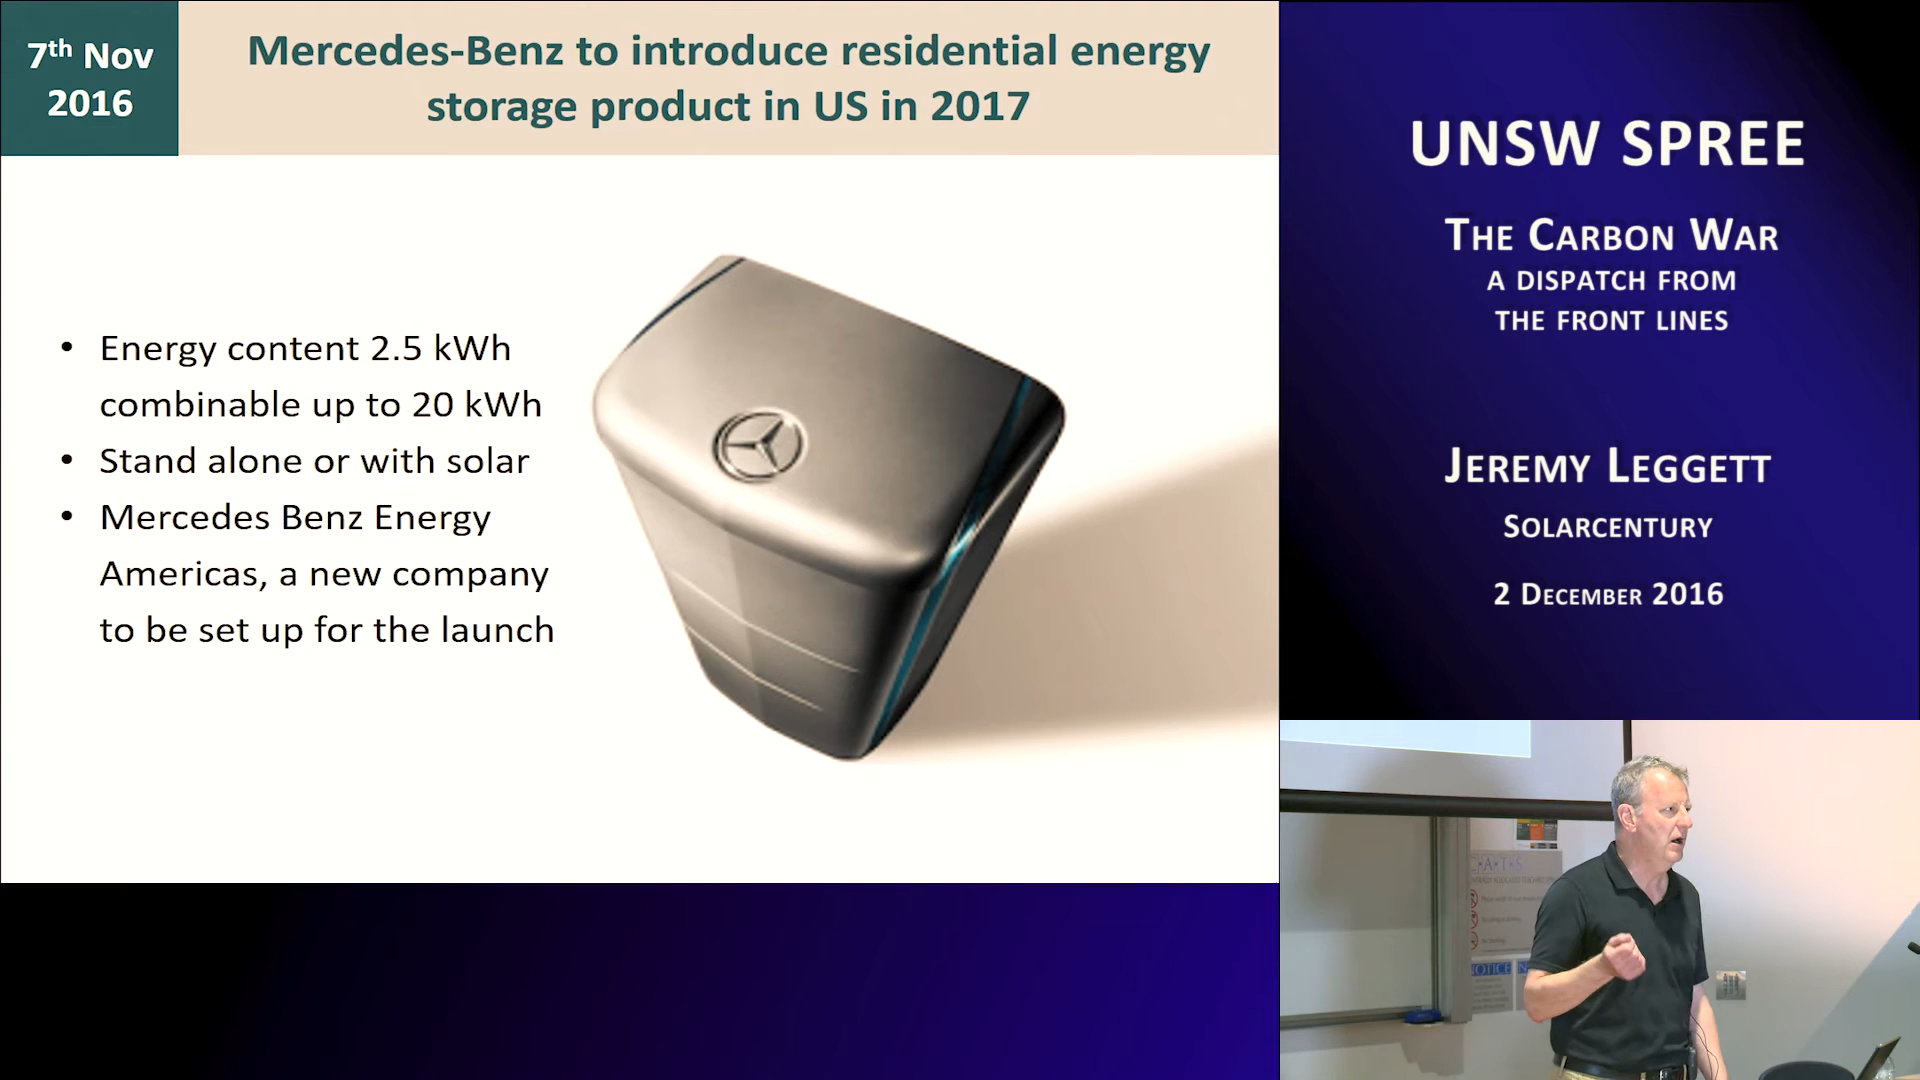 7th Nov
2016
Mercedes-Benz to introduce residential energy
storage product in US in 2017
• Energy content 2.5 kWh
combinable up to 20 kWh
• Stand alone or with solar
• Mercedes Benz Energy
Americas, a new company
to be set up for the launch
UNSW SPREE
THE CARBON WAR
A DISPATCH FROM
THE FRONT LINES
JEREMY LEGGETT
SOLARCENTURY
2 DECEMBER 2016
C*A*T*S